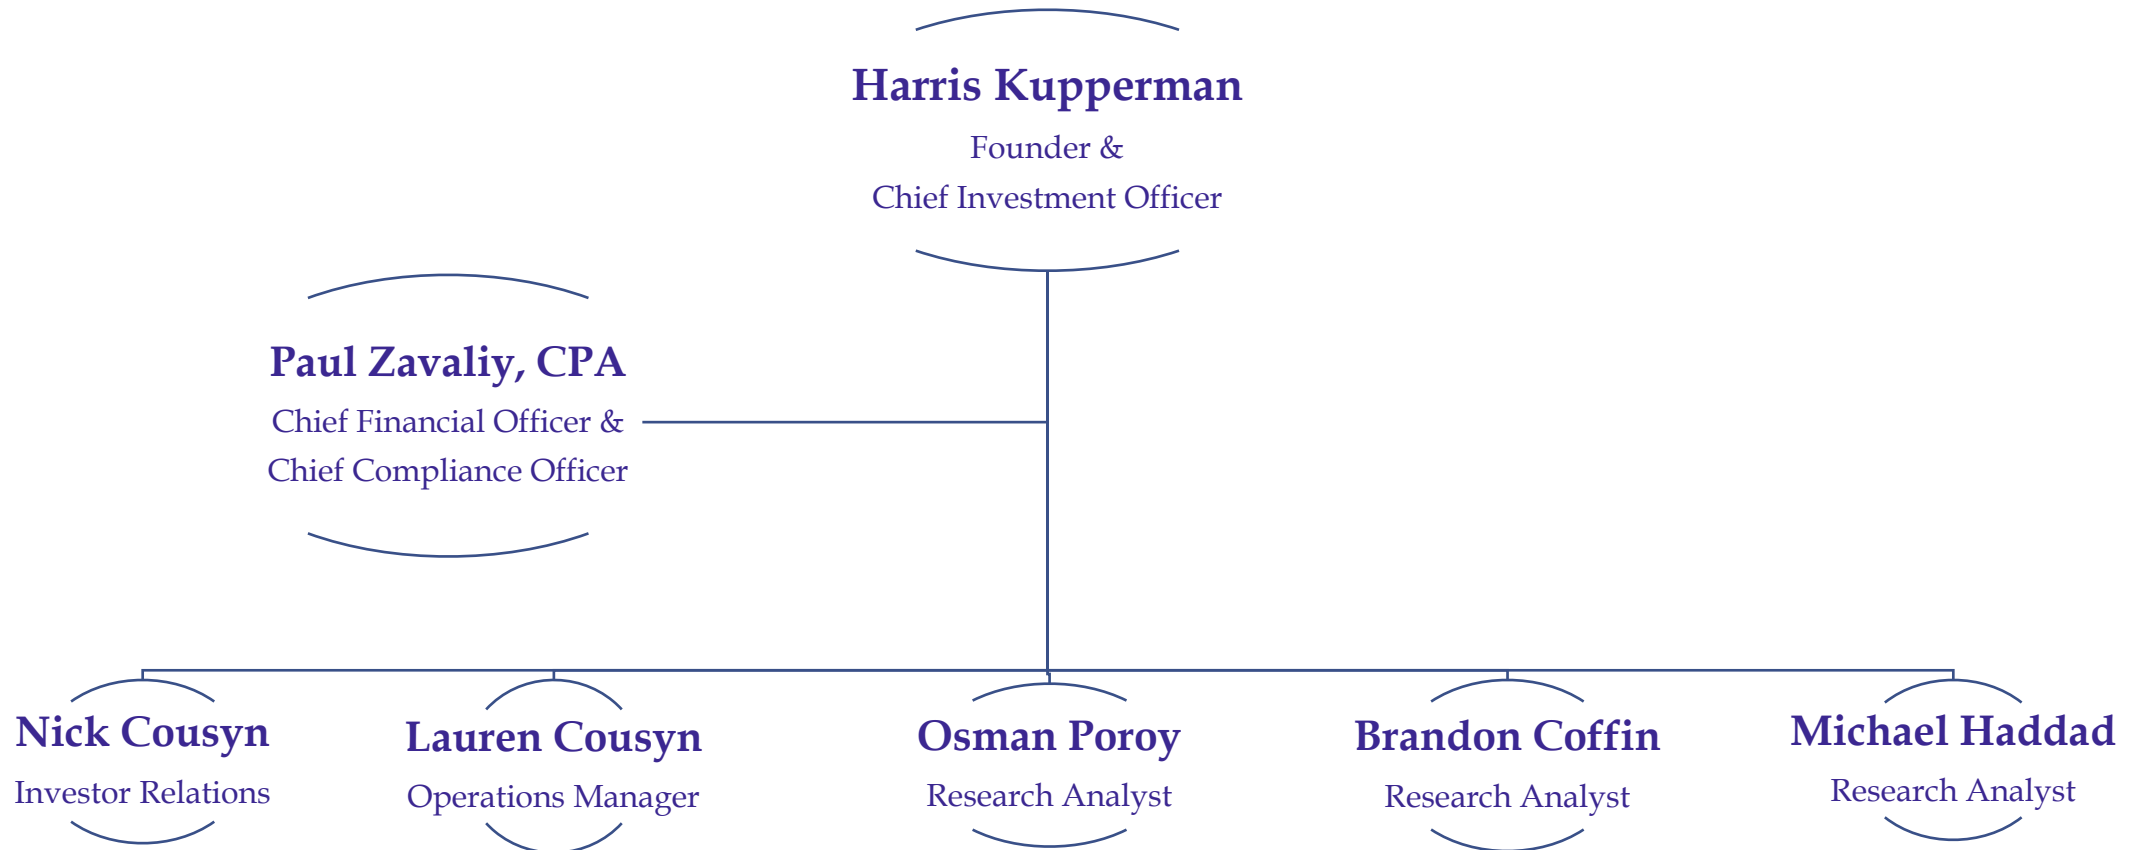 Harris Kupperman
Founder &
Chief Investment Officer
Paul Zavaliy, CPA
Chief Financial Officer &
Chief Compliance Officer
Nick Cousyn
Investor Relations
Lauren Cousyn
Operations Manager
Osman Poroy
Research Analyst
Brandon Coffin
Research Analyst
Michael Haddad
Research Analyst